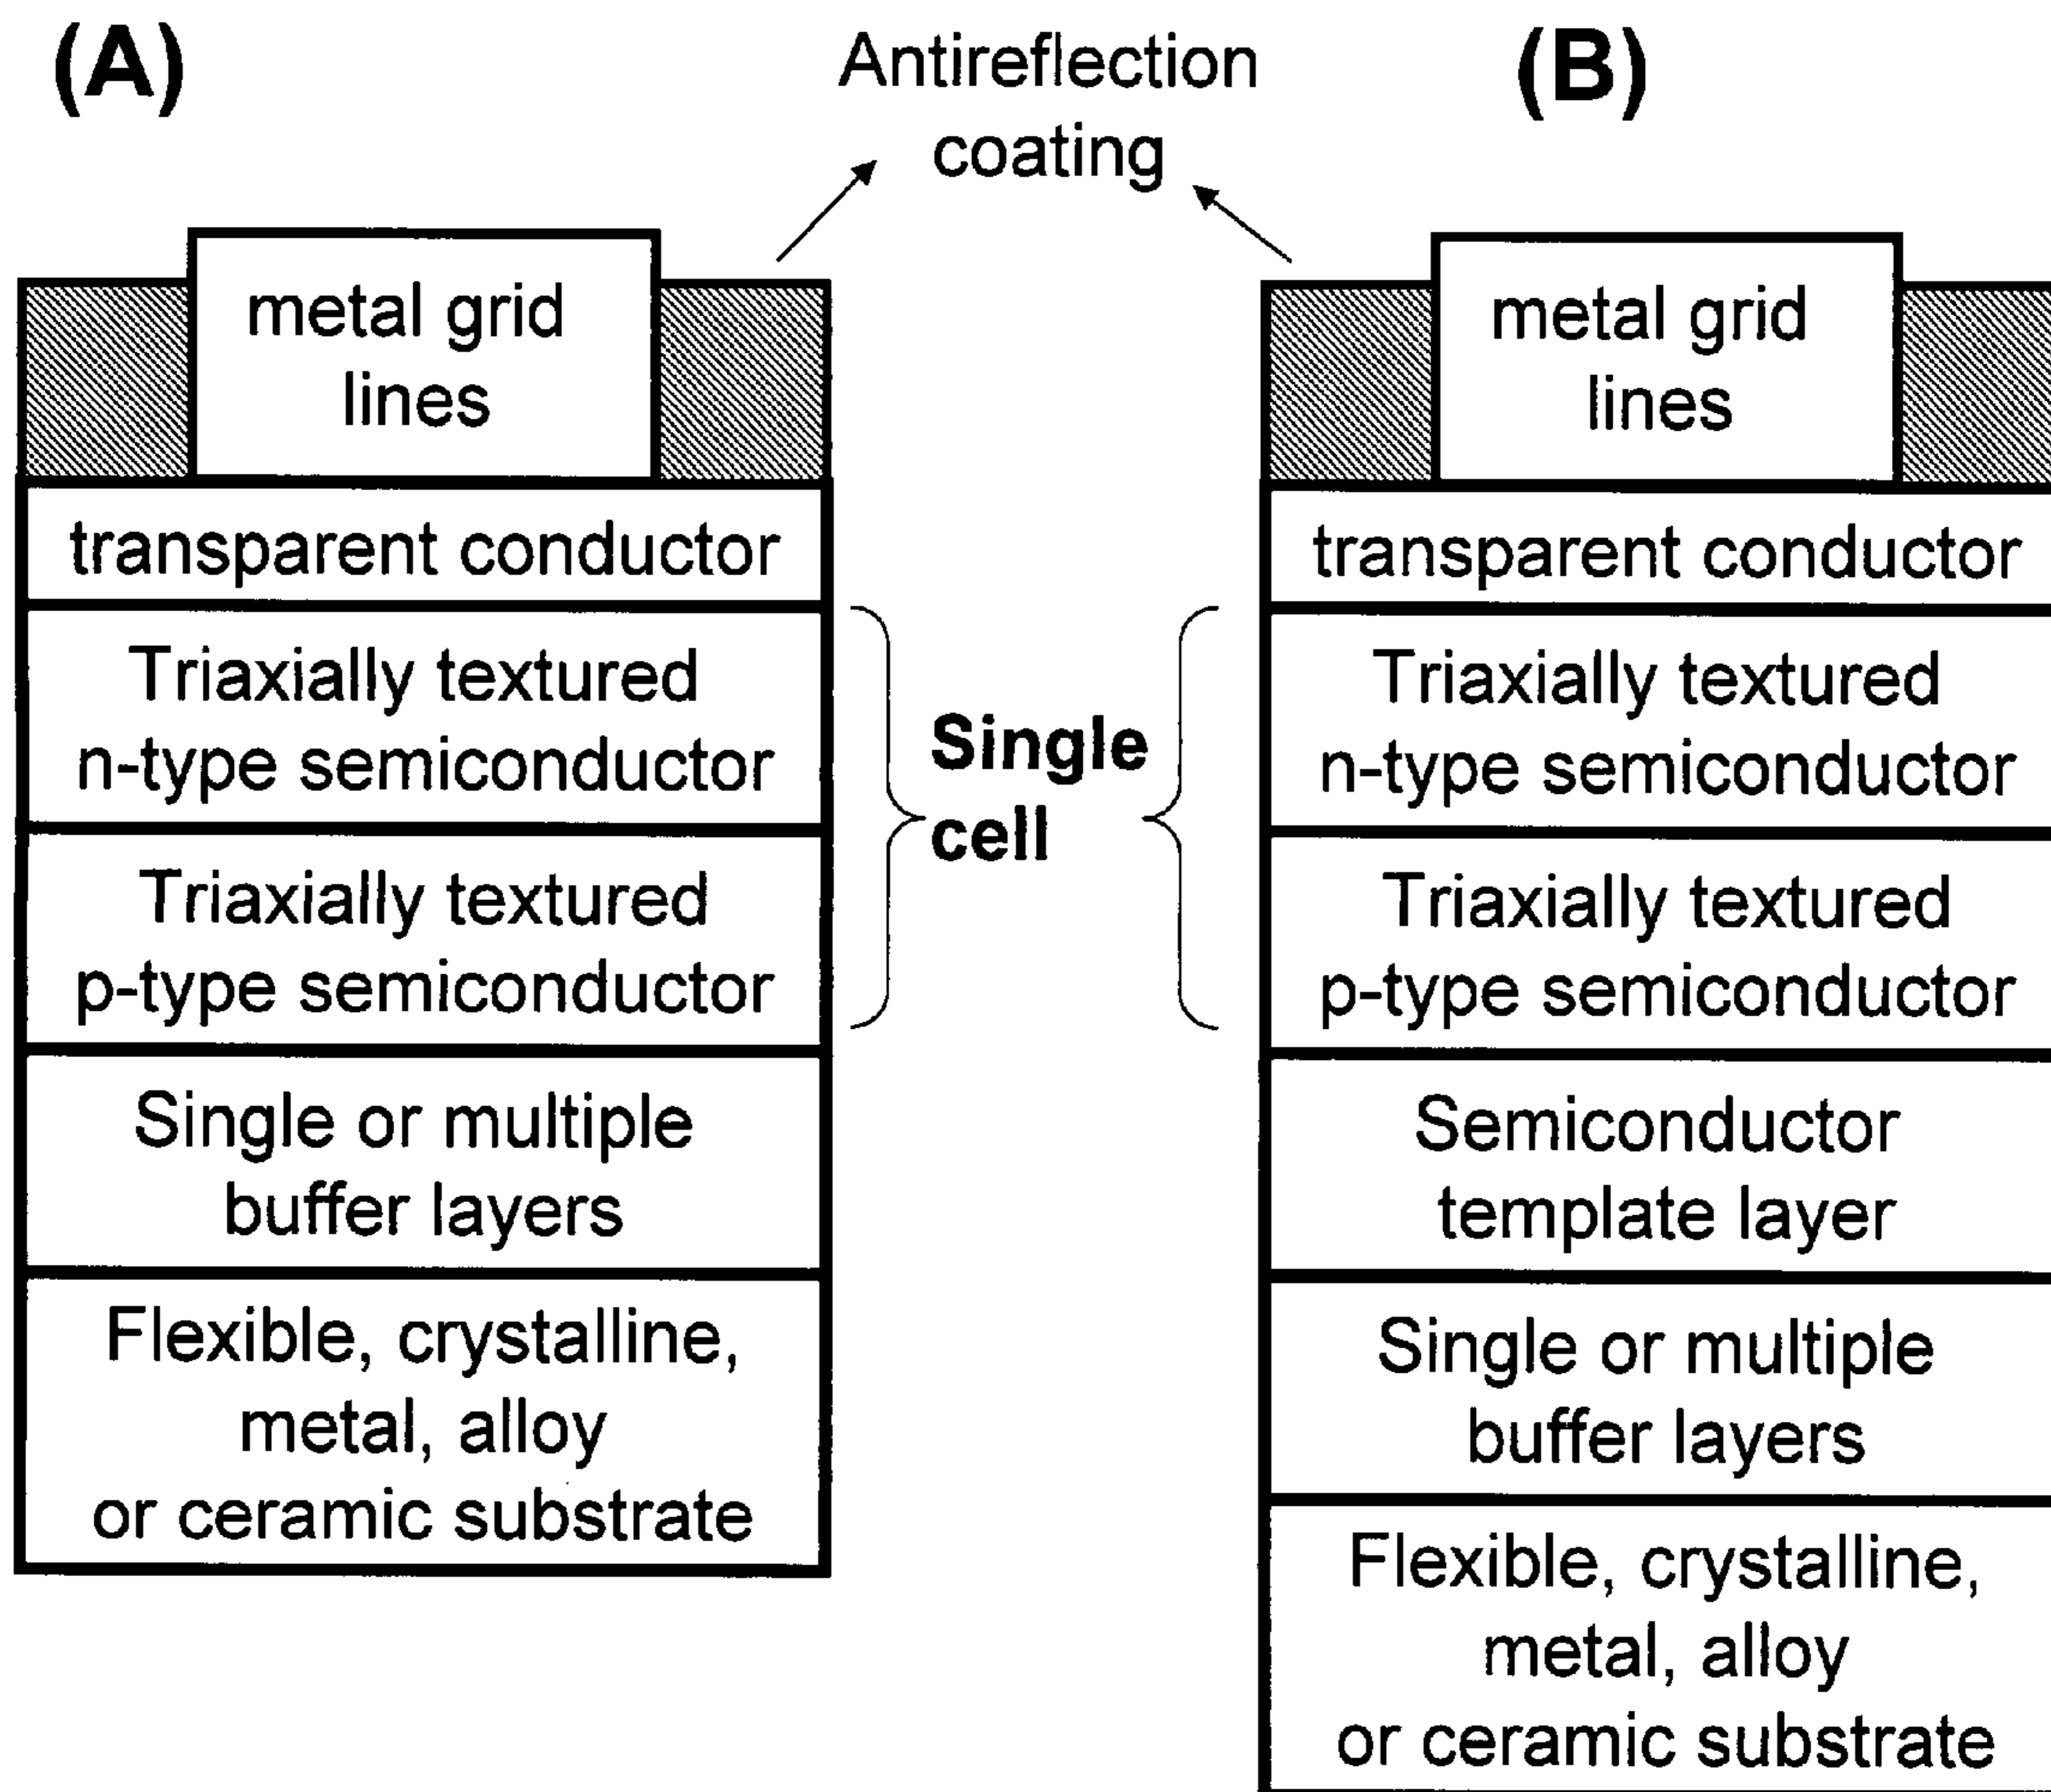 (A)
Antireflection
coating
(B)
metal grid
lines
transparent conductor
Triaxially textured
n-type semiconductor
Triaxially textured
p-type semiconductor
Single or multiple
buffer layers
Flexible, crystalline,
metal, alloy
or ceramic substrate
Single
cell
metal grid
lines
transparent conductor
Triaxially textured
n-type semiconductor
Triaxially textured
p-type semiconductor
Semiconductor
template layer
Single or multiple
buffer layers
Flexible, crystalline,
metal, alloy
or ceramic substrate